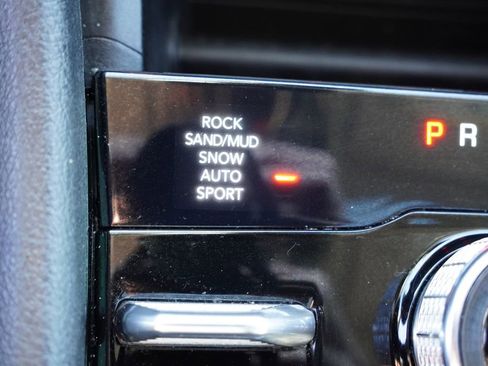 ROCK
SAND/MUD
SNOW
AUTO
SPORT
P R